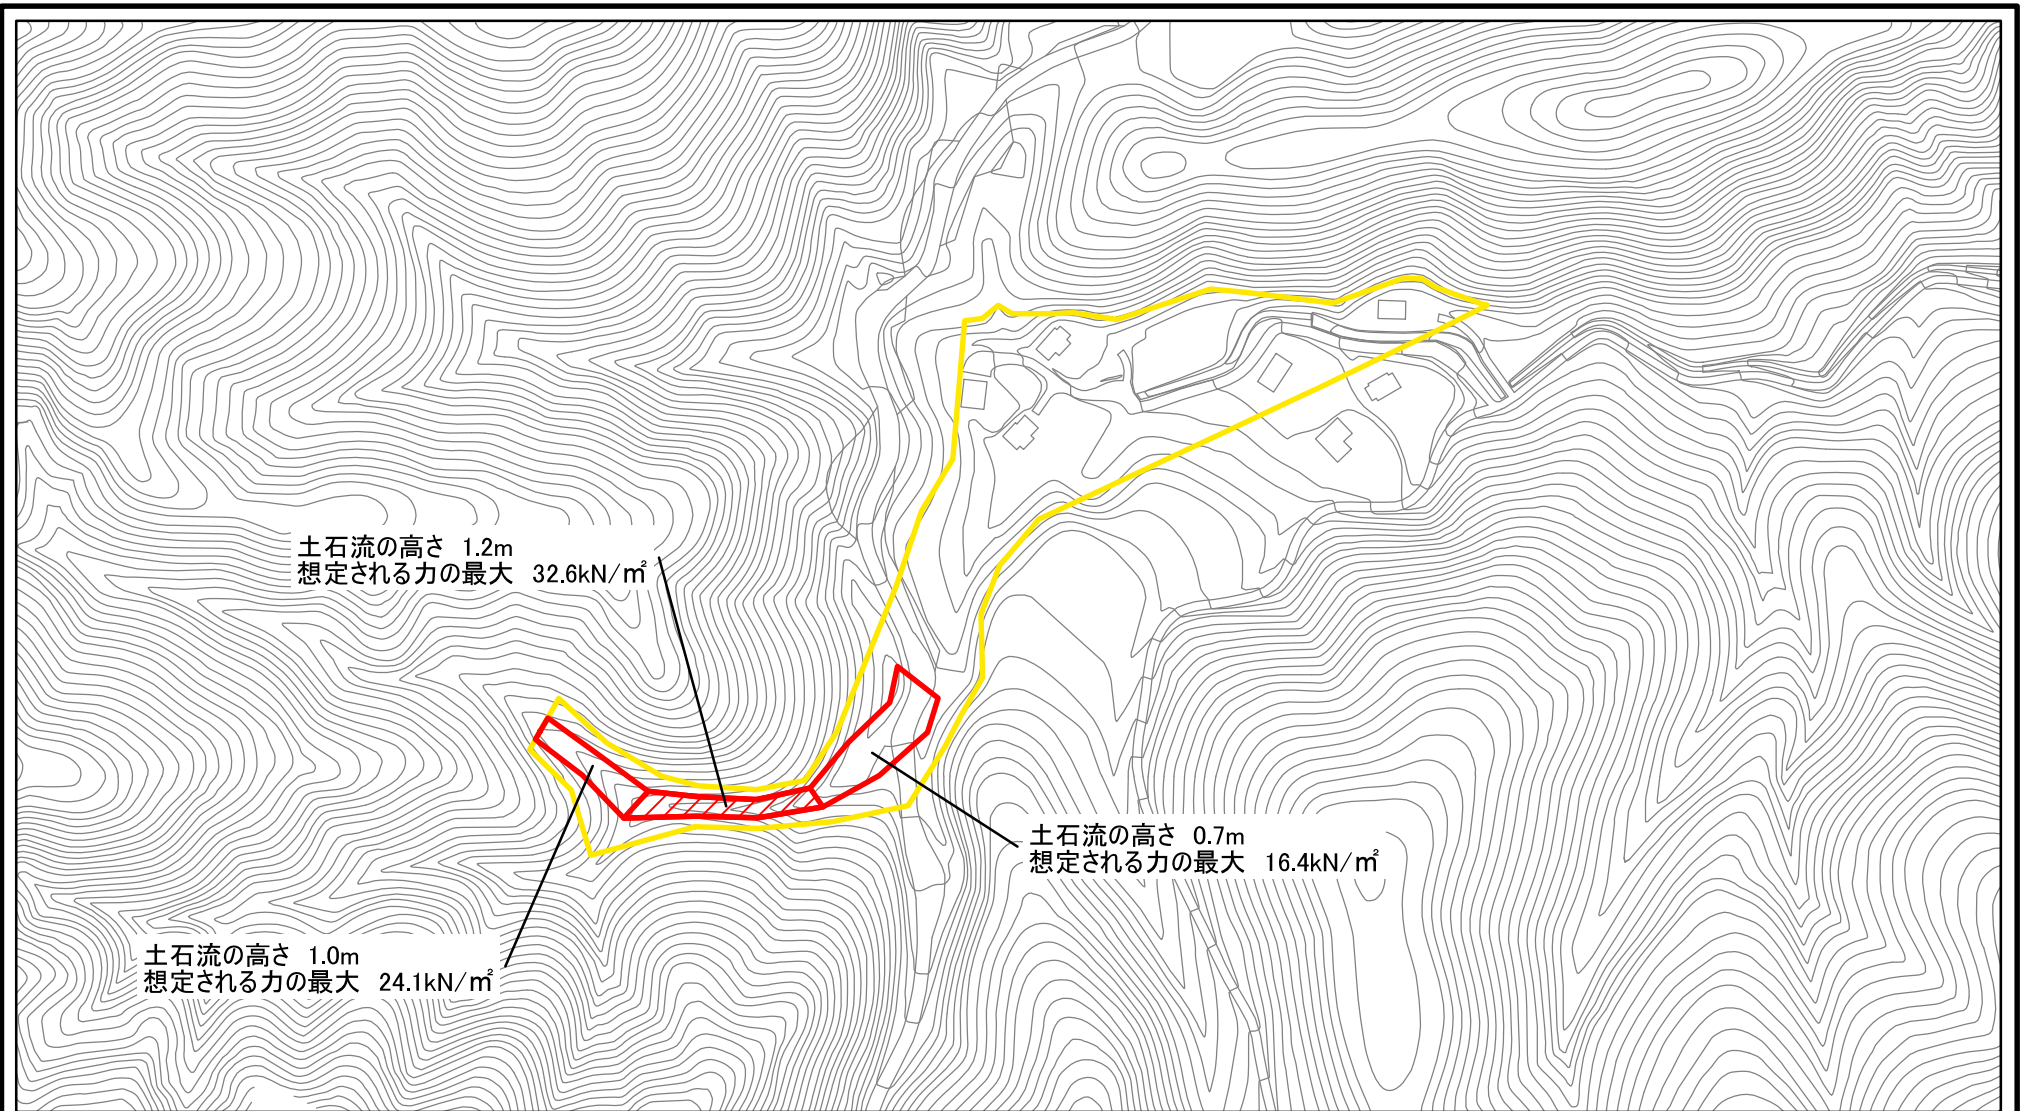 土石流の高さ 1.2m
想定される力の最大 32.6kN/㎡
土石流の高さ 0.7m
想定される力の最大 16.4kN/㎡
土石流の高さ 1.0m
想定される力の最大 24.1kN/㎡